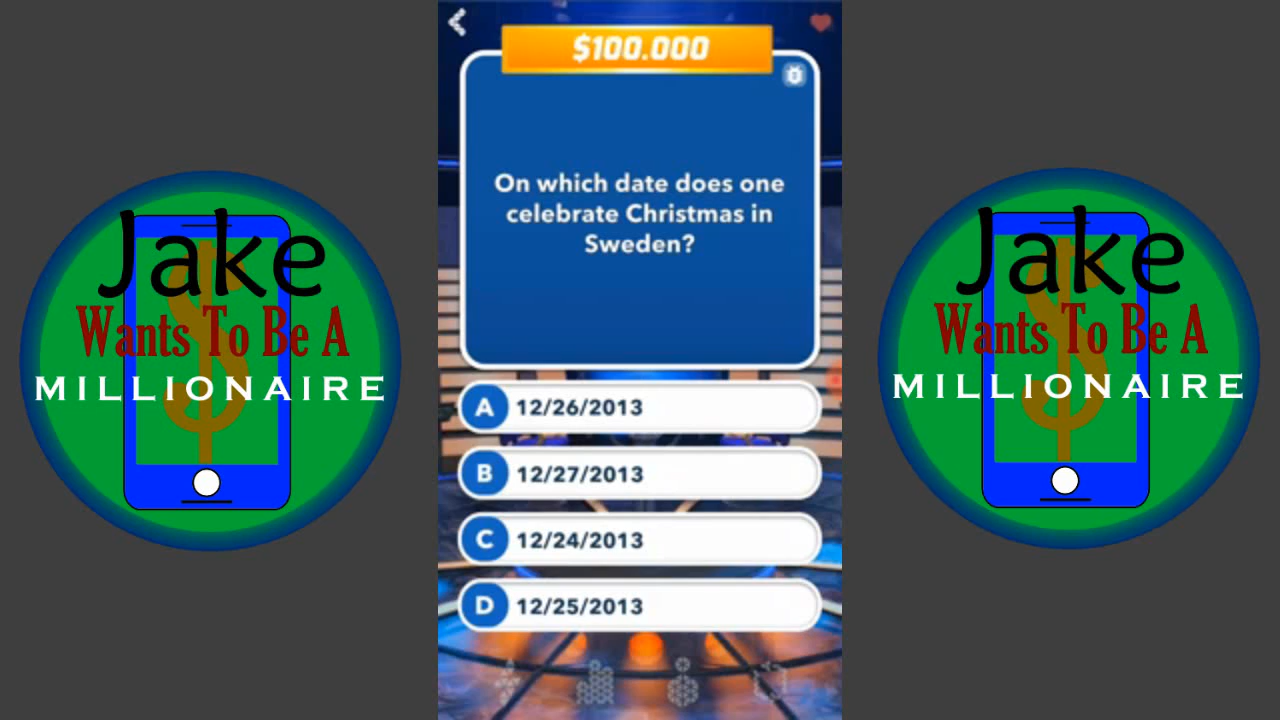 $100.000
On which date does one
celebrate Christmas in
Sweden?
A 12/26/2013
B 12/27/2013
C 12/24/2013
D 12/25/2013
Jake
Wants To Be A
MILLIONAIRE
Jake
Wants To Be A
MILLIONAIRE